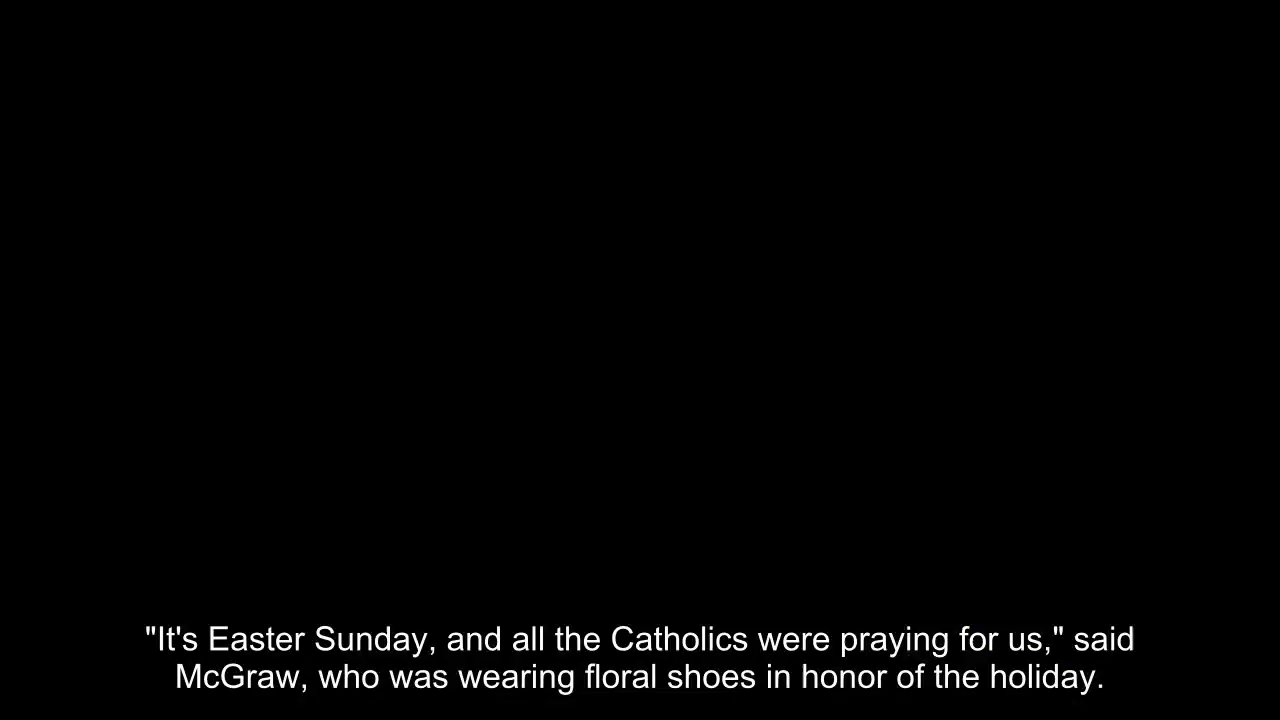 "It's Easter Sunday, and all the Catholics were praying for us," said
McGraw, who was wearing floral shoes in honor of the holiday.